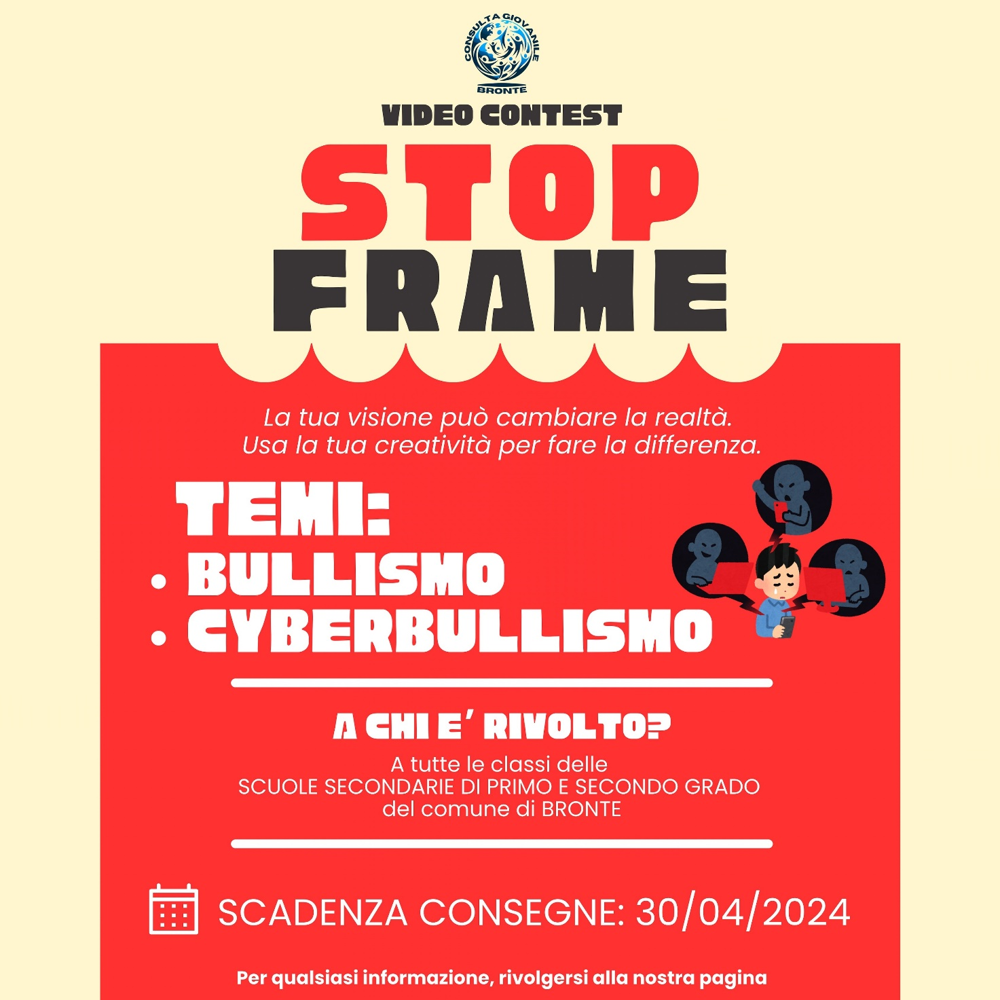 CONSULTA GIOVANILE
BRONTE
VIDEO CONTEST
STOP
FRAME
La tua visione può cambiare la realtà.
Usa la tua creatività per fare la differenza.
TEMI:
• BULLISMO
• CYBERBULLISMO
A CHI E' RIVOLTO?
A tutte le classi delle
SCUOLE SECONDARIE DI PRIMO E SECONDO GRADO
del comune di BRONTE
SCADENZA CONSEGNE: 30/04/2024
Per qualsiasi informazione, rivolgersi alla nostra pagina